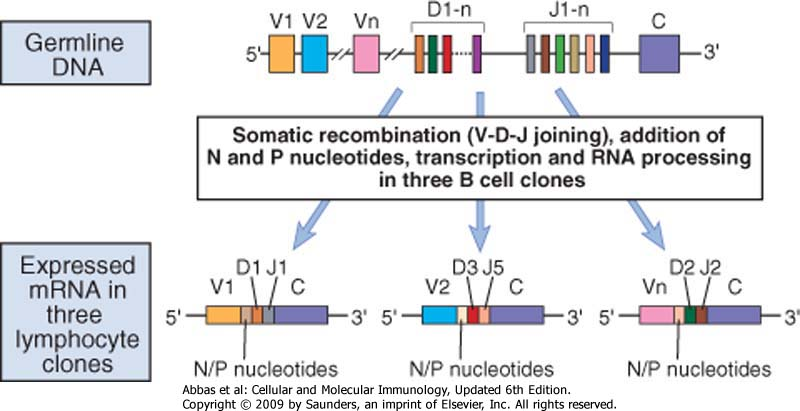 Germline
DNA
5' V1 V2 Vn D1-n J1-n C 3'
Somatic recombination (V-D-J joining), addition of
N and P nucleotides, transcription and RNA processing
in three B cell clones
Expressed
mRNA in
three
lymphocyte
clones
5' V1 D1 J1 C 3'
N/P nucleotides
5' V2 D3 J5 C 3'
N/P nucleotides
5' Vn D2 J2 C 3'
N/P nucleotides
Abbas et al: Cellular and Molecular Immunology, Updated 6th Edition.
Copyright © 2009 by Saunders, an imprint of Elsevier, Inc. All rights reserved.